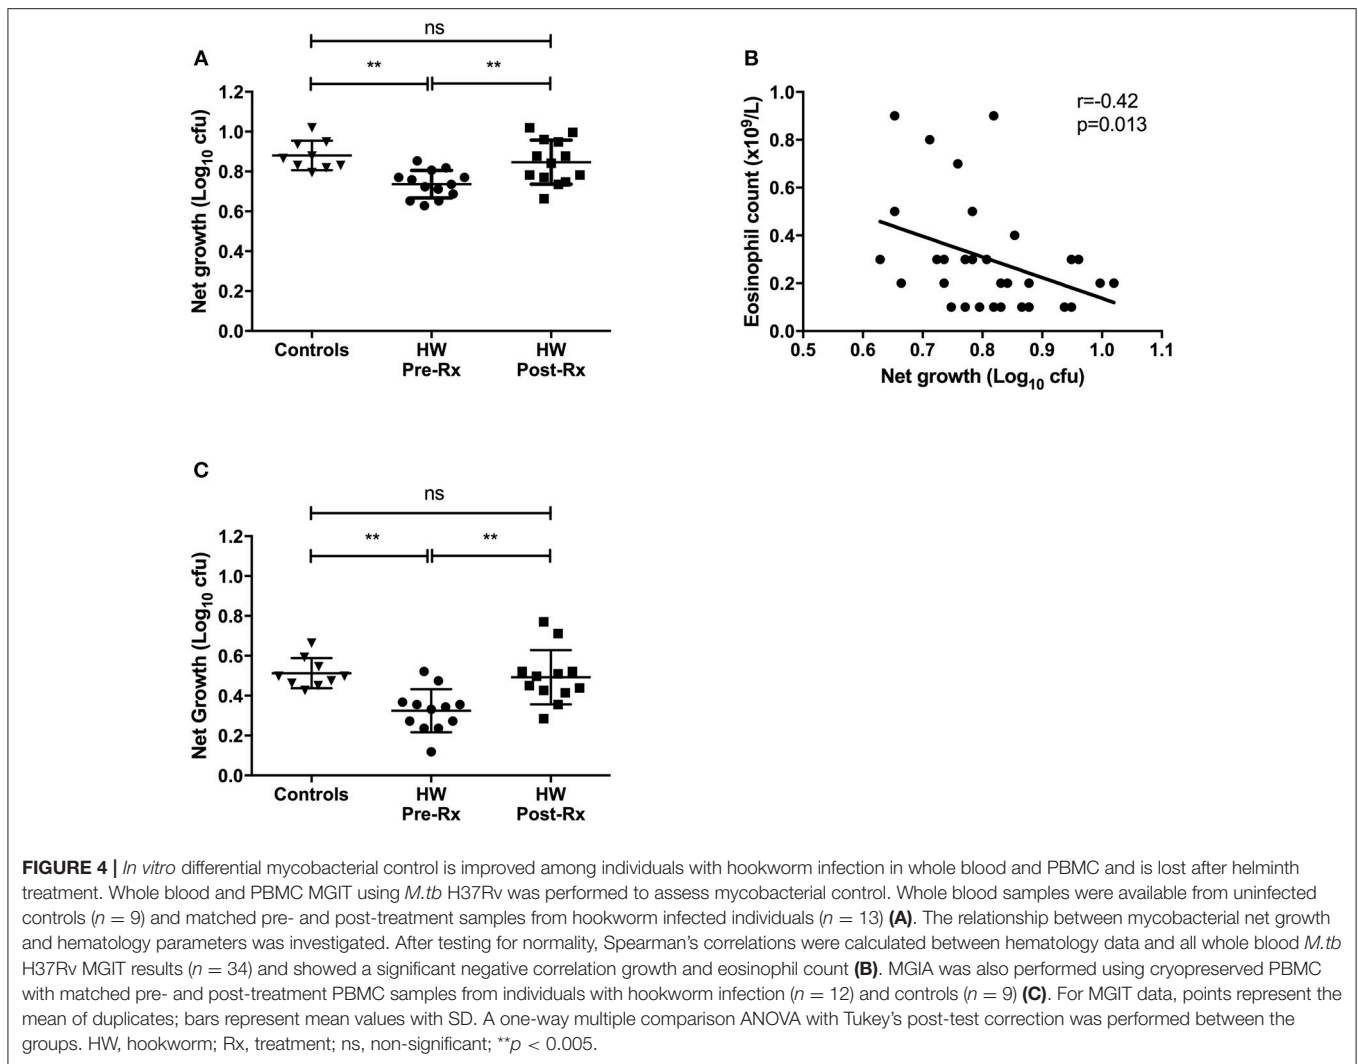 A
ns
**
**
Net growth (Log10 cfu)
1.2
1.0
0.8
0.6
0.4
0.2
0.0
Controls
HW
Pre-Rx
HW
Post-Rx
B
Eosinophil count (x10^9/L)
1.0
0.8
0.6
0.4
0.2
0.0
r=-0.42
p=0.013
0.5 0.6 0.7 0.8 0.9 1.0 1.1
Net growth (Log10 cfu)
C
ns
**
**
Net Growth (Log10 cfu)
1.2
1.0
0.8
0.6
0.4
0.2
0.0
Controls
HW
Pre-Rx
HW
Post-Rx
FIGURE 4 | In vitro differential mycobacterial control is improved among individuals with hookworm infection in whole blood and PBMC and is lost after helminth
treatment. Whole blood and PBMC MGIT using M.tb H37Rv was performed to assess mycobacterial control. Whole blood samples were available from uninfected
controls (n = 9) and matched pre- and post-treatment samples from hookworm infected individuals (n = 13) (A). The relationship between mycobacterial net growth
and hematology parameters was investigated. After testing for normality, Spearman's correlations were calculated between hematology data and all whole blood M.tb
H37Rv MGIT results (n = 34) and showed a significant negative correlation growth and eosinophil count (B). MGIA was also performed using cryopreserved PBMC
with matched pre- and post-treatment PBMC samples from individuals with hookworm infection (n = 12) and controls (n = 9) (C). For MGIT data, points represent the
mean of duplicates; bars represent mean values with SD. A one-way multiple comparison ANOVA with Tukey's post-test correction was performed between the
groups. HW, hookworm; Rx, treatment; ns, non-significant; **p < 0.005.